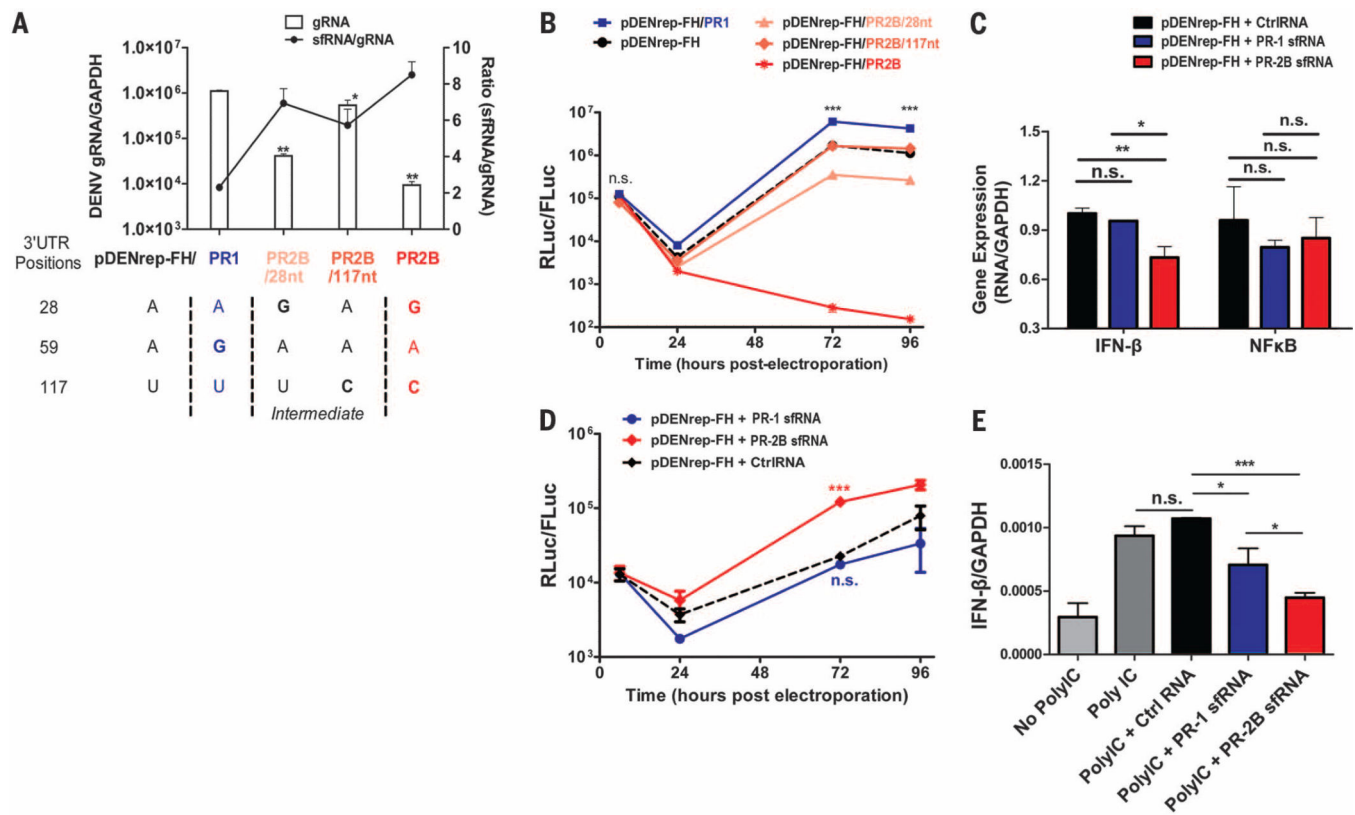 A
gRNA
sfRNA/gRNA
DENV gRNA/GAPDH
1.0×10⁷
1.0×10⁶
1.0×10⁶
1.0×10⁵
1.0×10⁴
1.0×10³
** * **
10
8
6
4
2
0
Ratio (sfRNA/gRNA)
3'UTR
Positions
pDENrep-FH/ PR1 PR2B/28nt PR2B/117nt PR2B
28 A A G A G
59 A G A A A
117 U U U C C
Intermediate
B
pDENrep-FH/PR1
pDENrep-FH
pDENrep-FH/PR2B/28nt
pDENrep-FH/PR2B/117nt
pDENrep-FH/PR2B
RLuc/FLuc
10⁷
10⁶
10⁵
10⁴
10³
10²
n.s. *** ***
0 24 48 72 96
Time (hours post-electroporation)
C
pDENrep-FH + CtrlRNA
pDENrep-FH + PR-1 sfRNA
pDENrep-FH + PR-2B sfRNA
Gene Expression
(RNA/GAPDH)
1.5
1.2
0.9
0.6
0.3
*
**
n.s.
n.s.
n.s.
n.s.
IFN-β NFκB
D
pDENrep-FH + PR-1 sfRNA
pDENrep-FH + PR-2B sfRNA
pDENrep-FH + CtrlRNA
RLuc/FLuc
10⁶
10⁵
10⁴
10³
***
n.s.
0 24 48 72 96
Time (hours post electroporation)
E
IFN-β/GAPDH
0.0015
0.0010
0.0005
0.0000
***
n.s. *
*
No PolyIC
Poly IC
PolyIC + Ctrl RNA
PolyIC + PR-1 sfRNA
PolyIC + PR-2B sfRNA